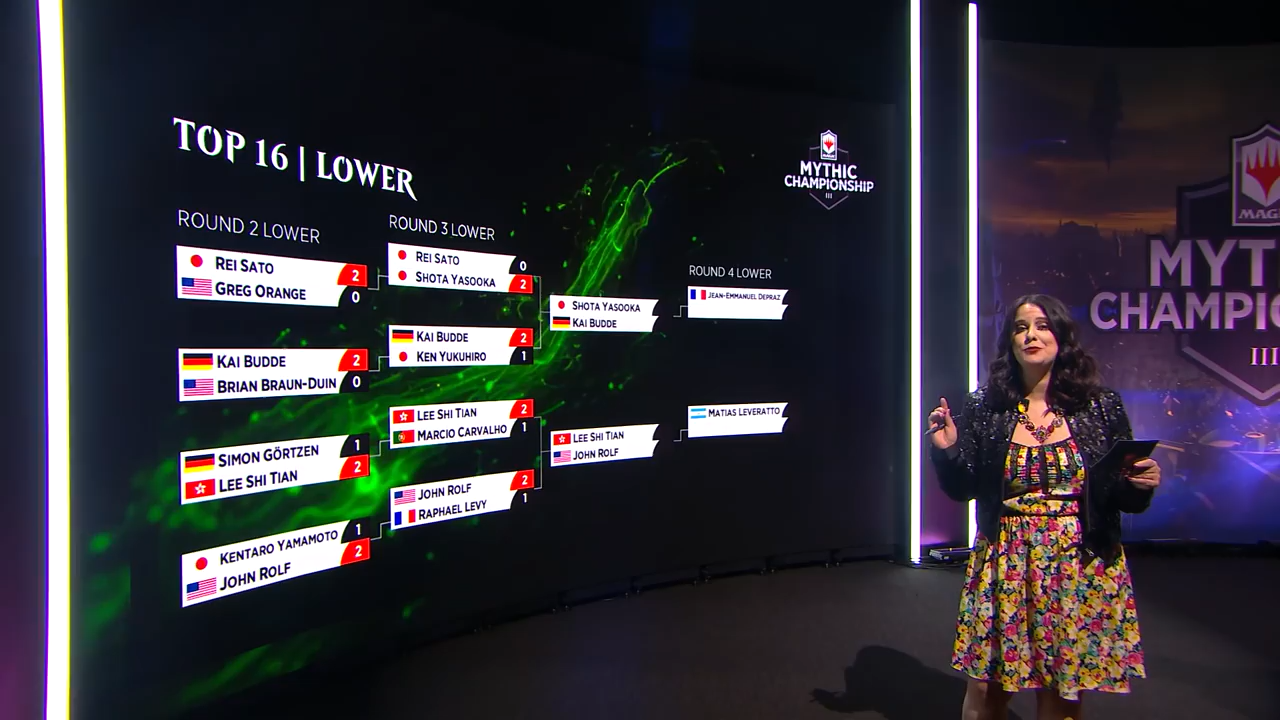 TOP 16 | LOWER
MAGIC
MYTHIC
CHAMPIONSHIP
III
ROUND 2 LOWER
REI SATO 2
GREG ORANGE 0
KAI BUDDE 2
BRIAN BRAUN-DUIN 0
SIMON GÖRTZEN 1
LEE SHI TIAN 2
KENTARO YAMAMOTO 1
JOHN ROLF 2
ROUND 3 LOWER
REI SATO 0
SHOTA YASOOKA 2
KAI BUDDE 2
KEN YUKUHIRO 1
LEE SHI TIAN 2
MARCIO CARVALHO 1
JOHN ROLF 2
RAPHAEL LEVY 1
SHOTA YASOOKA
KAI BUDDE
LEE SHI TIAN
JOHN ROLF
ROUND 4 LOWER
JEAN-EMMANUEL DEPRAZ
MATIAS LEVERATTO
MAG
MYT
CHAMPIO
III